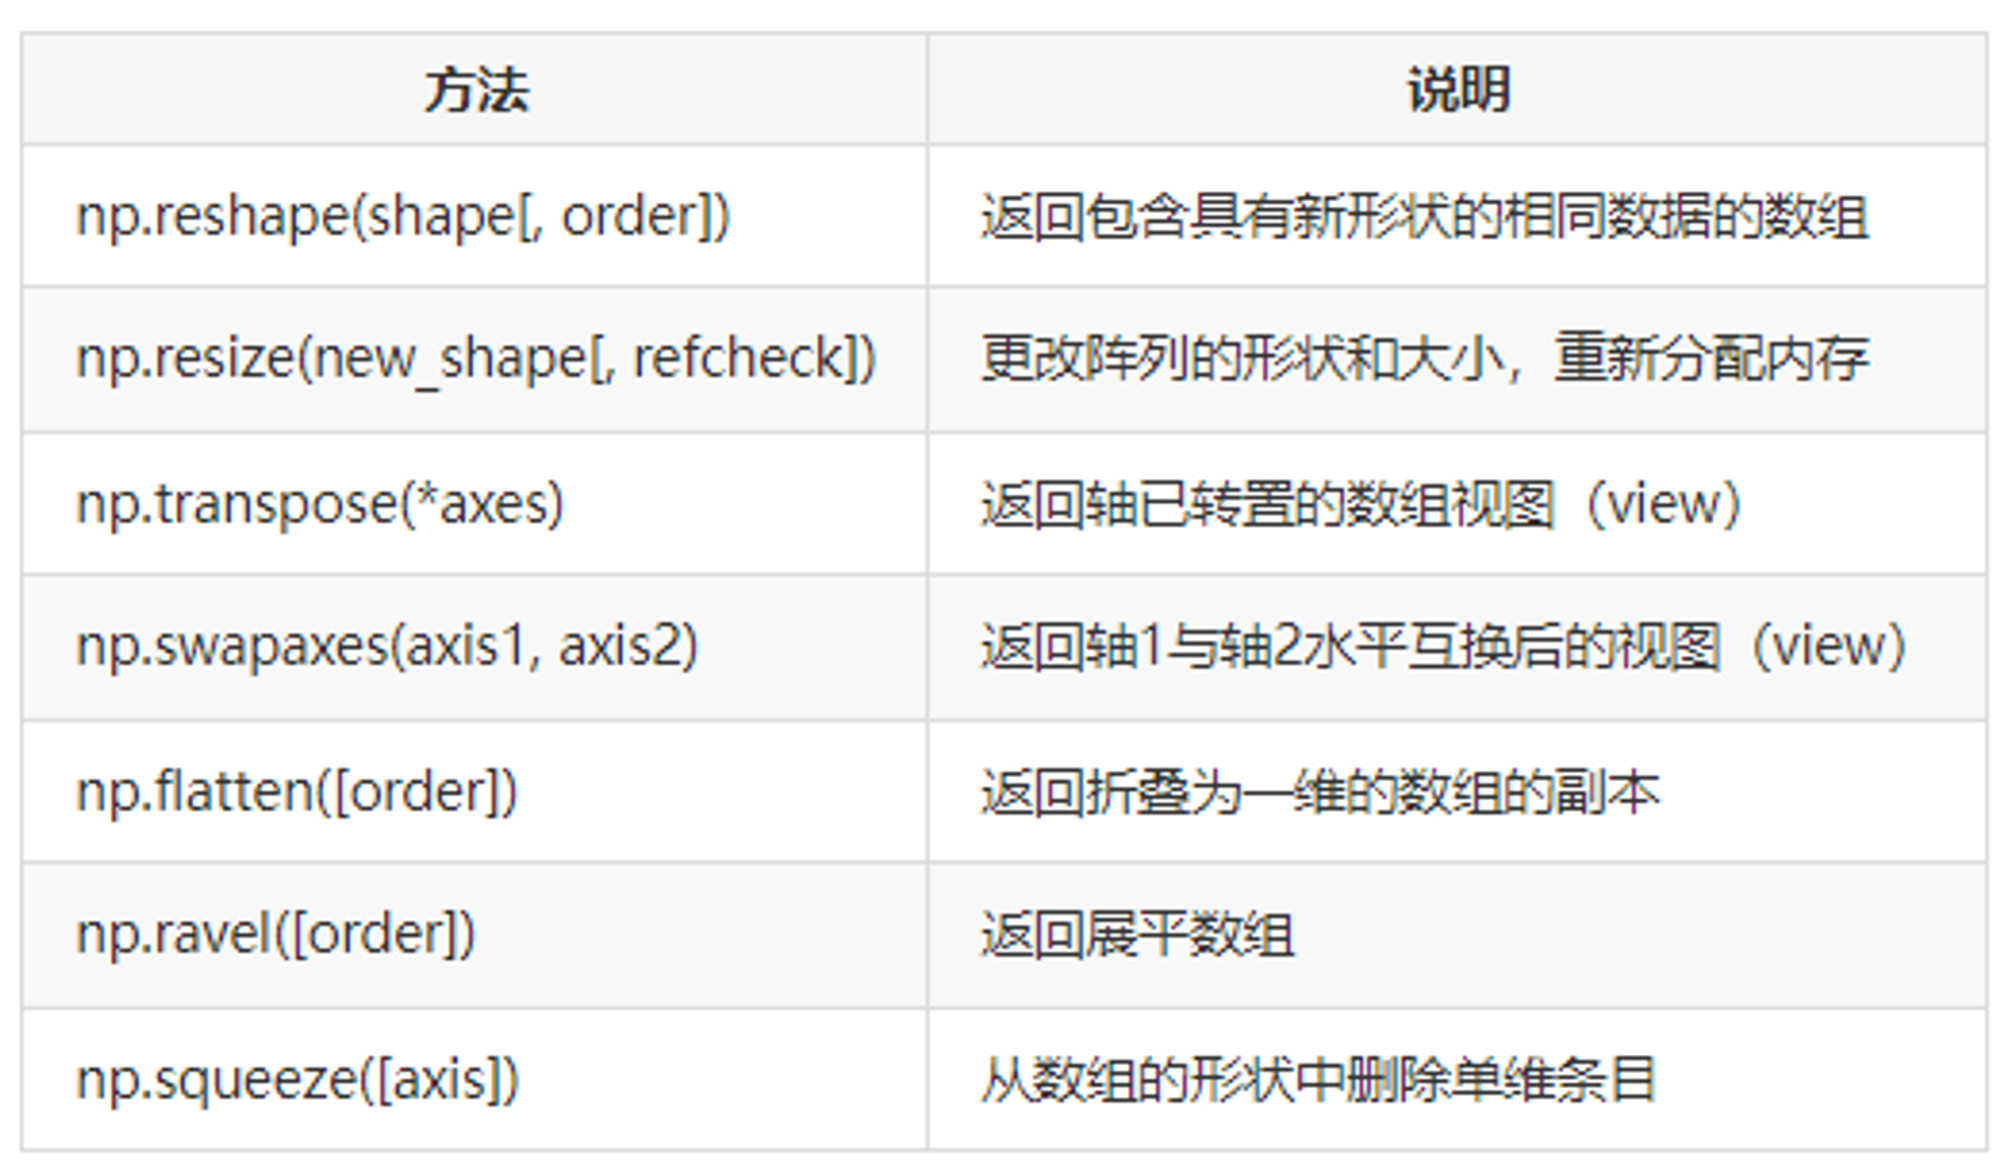 方法 说明
np.reshape(shape[, order]) 返回包含具有新形状的相同数据的数组
np.resize(new_shape[, refcheck]) 更改阵列的形状和大小，重新分配内存
np.transpose(*axes) 返回轴已转置的数组视图（view）
np.swapaxes(axis1, axis2) 返回轴1与轴2水平互换后的视图（view）
np.flatten([order]) 返回折叠为一维的数组的副本
np.ravel([order]) 返回展平数组
np.squeeze([axis]) 从数组的形状中删除单维条目